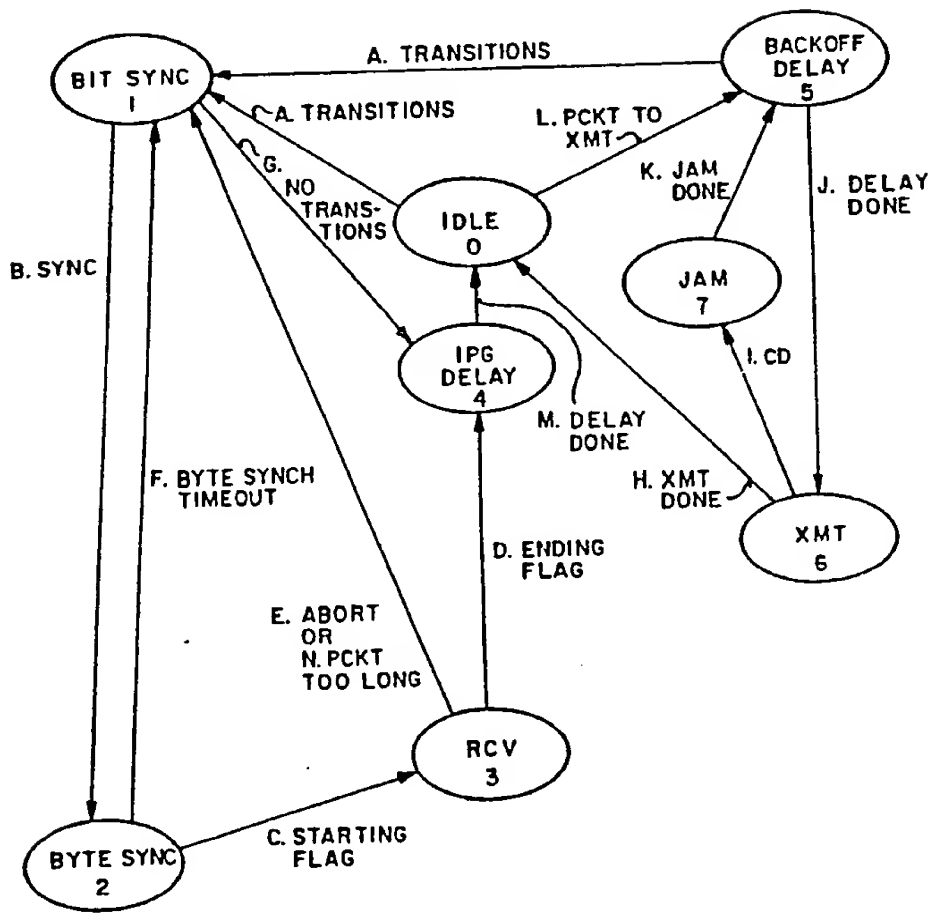 A. TRANSITIONS
BIT SYNC
1
BACKOFF
DELAY
5
A. TRANSITIONS
L. PCKT TO
XMT
G.
NO
TRANS-
TIONS
K. JAM
DONE
J. DELAY
DONE
IDLE
0
B. SYNC
JAM
7
IPG
DELAY
4
I. CD
M. DELAY
DONE
F. BYTE SYNCH
TIMEOUT
H. XMT
DONE
XMT
6
D. ENDING
FLAG
E. ABORT
OR
N. PCKT
TOO LONG
RCV
3
C. STARTING
FLAG
BYTE SYNC
2